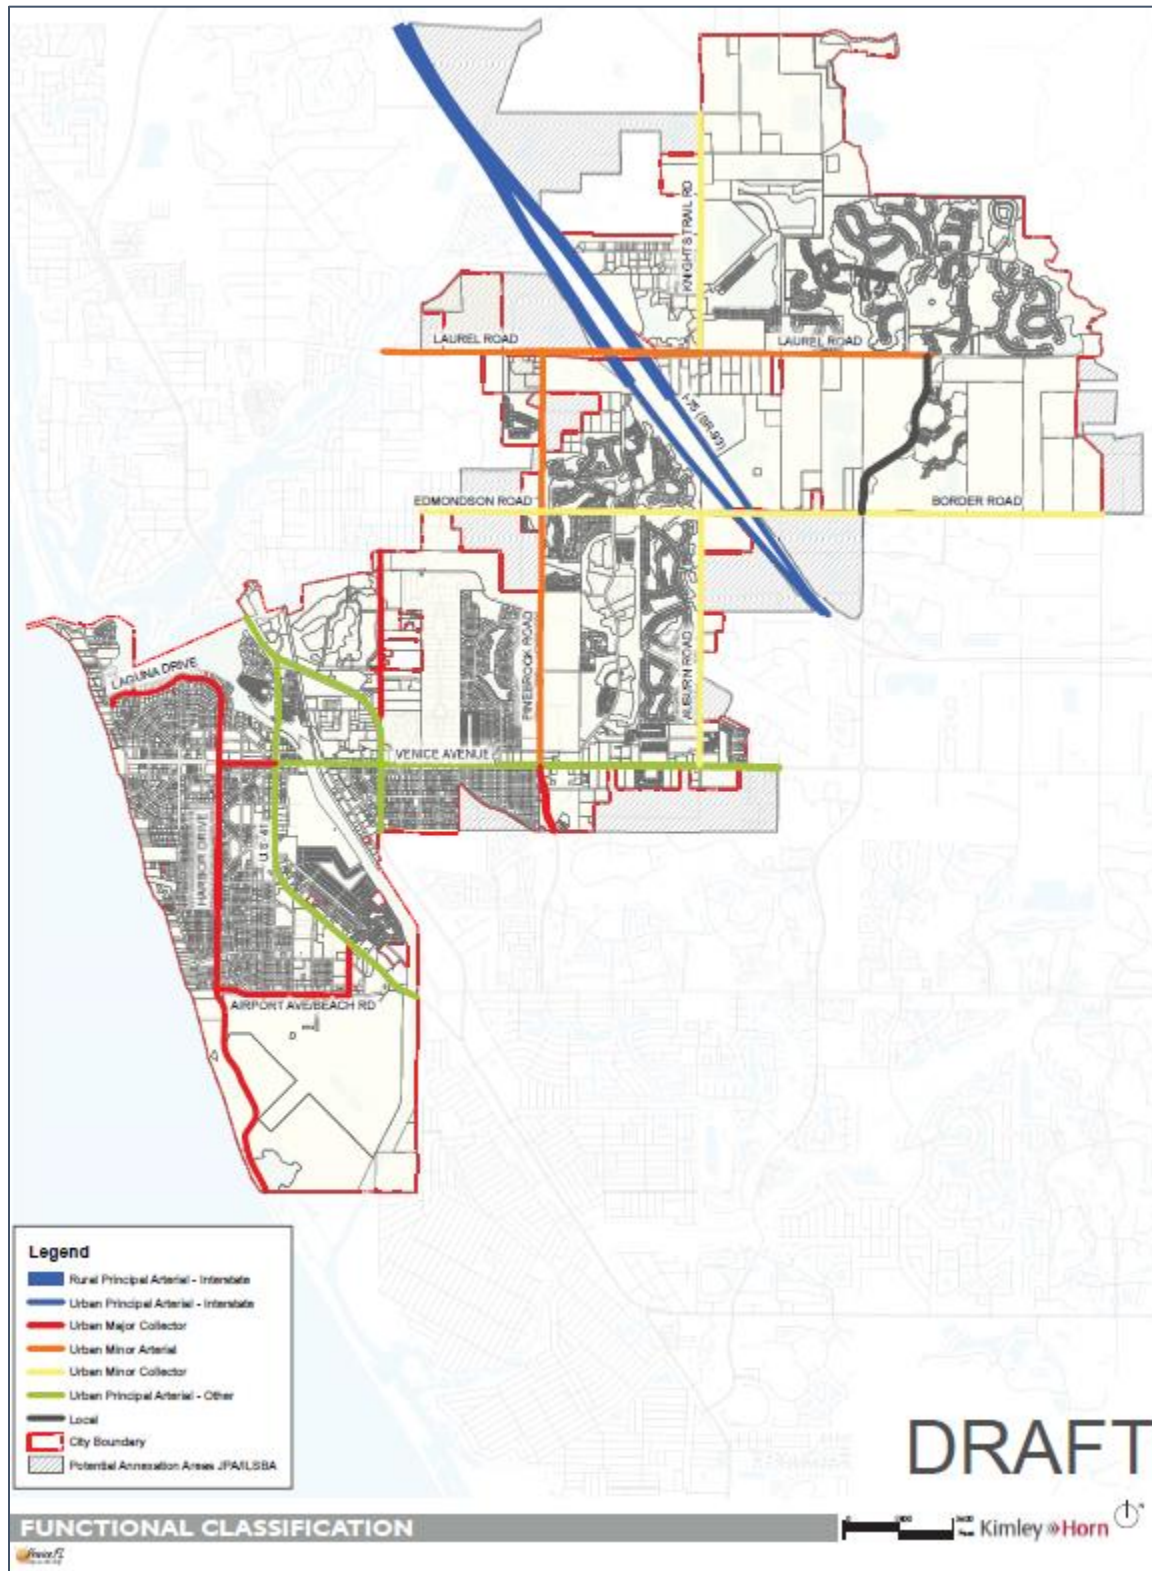 KNIGHTS TRAIL RD
LAUREL ROAD
LAUREL ROAD
I-75 (SR-93)
EDMONDSON ROAD
BORDER ROAD
PINEBROOK ROAD
AUBURN ROAD
LAGUNA DRIVE
VENICE AVENUE
HARBOR DRIVE
U.S. 41
AIRPORT AVE/BEACH RD
Legend
Rural Principal Arterial - Interstate
Urban Principal Arterial - Interstate
Urban Major Collector
Urban Minor Arterial
Urban Minor Collector
Urban Principal Arterial - Other
Local
City Boundary
Potential Annexation Areas JPA/ILSBA
DRAFT
FUNCTIONAL CLASSIFICATION
Kimley»Horn
N
Venice FL